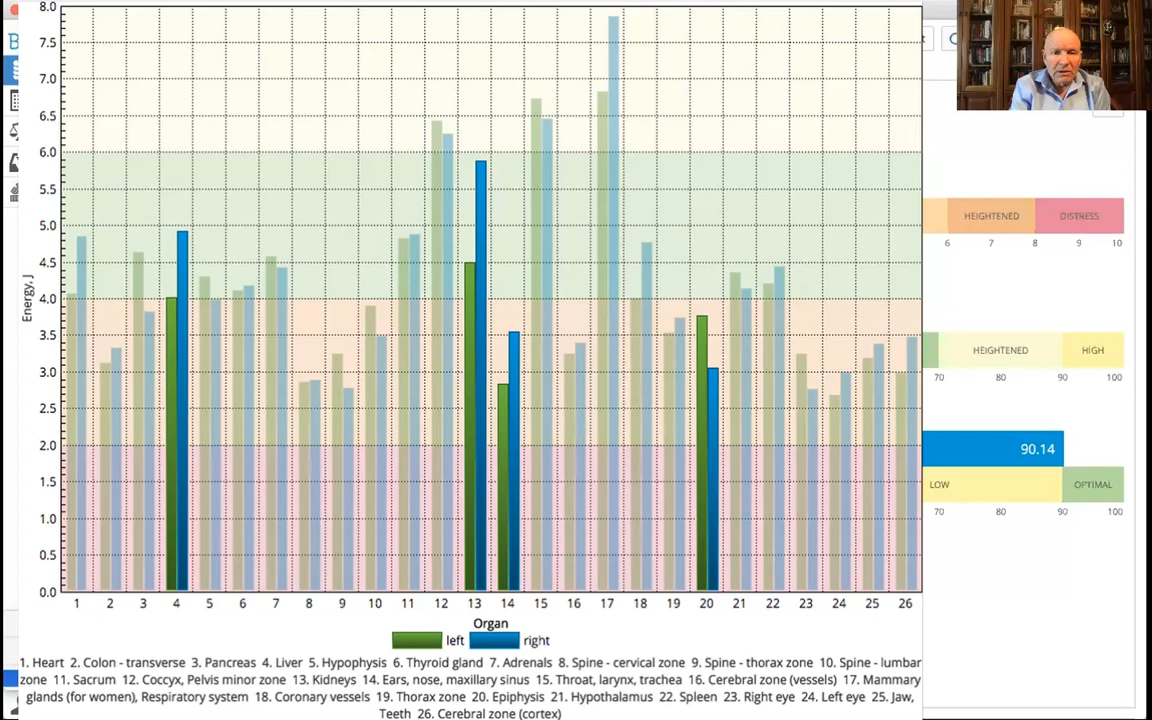 8.0
7.5
7.0
6.5
6.0
5.5
5.0
4.5
4.0
3.5
3.0
2.5
2.0
1.5
1.0
0.5
0.0
Energy, J
1 2 3 4 5 6 7 8 9 10 11 12 13 14 15 16 17 18 19 20 21 22 23 24 25 26
Organ
left right
1. Heart 2. Colon - transverse 3. Pancreas 4. Liver 5. Hypophysis 6. Thyroid gland 7. Adrenals 8. Spine - cervical zone 9. Spine - thorax zone 10. Spine - lumbar
zone 11. Sacrum 12. Coccyx, Pelvis minor zone 13. Kidneys 14. Ears, nose, maxillary sinus 15. Throat, larynx, trachea 16. Cerebral zone (vessels) 17. Mammary
glands (for women), Respiratory system 18. Coronary vessels 19. Thorax zone 20. Epiphysis 21. Hypothalamus 22. Spleen 23. Right eye 24. Left eye 25. Jaw,
Teeth 26. Cerebral zone (cortex)
HEIGHTENED DISTRESS
6 7 8 9 10
HEIGHTENED HIGH
70 80 90 100
90.14
LOW OPTIMAL
70 80 90 100